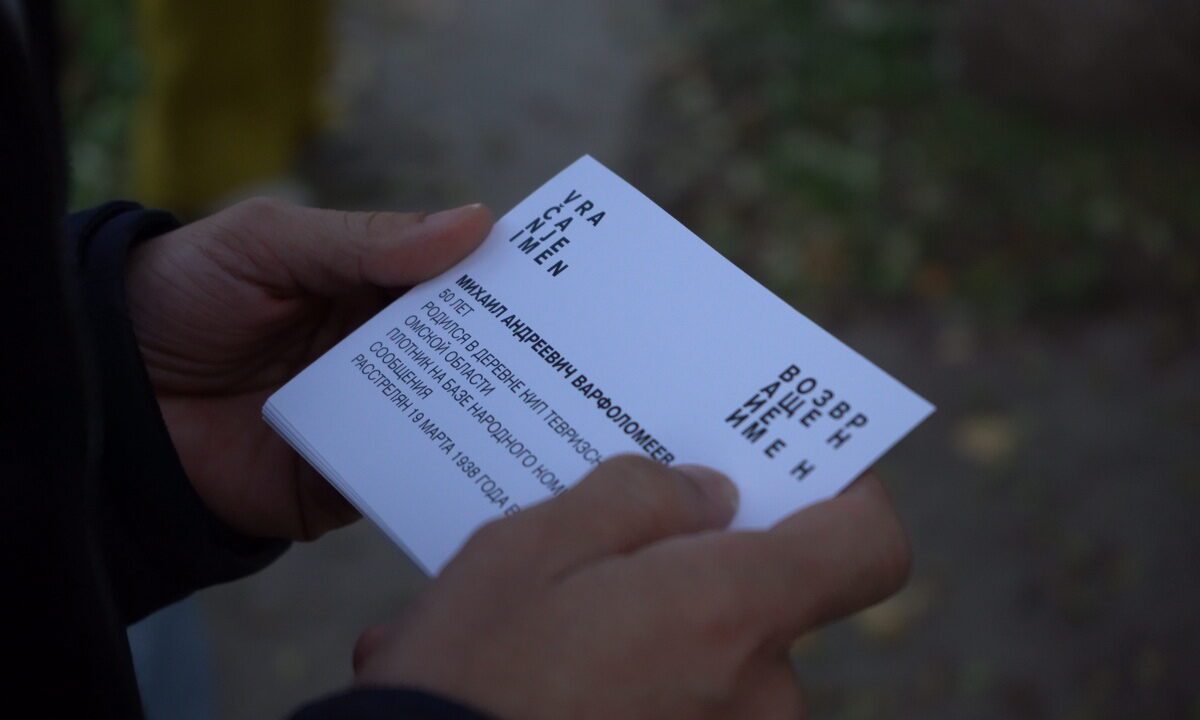 VRA
ČA
NJE
IMEN
МИХАИЛ АНДРЕЕВИЧ ВАРФОЛОМЕЕВ
50 ЛЕТ
РОДИЛСЯ В ДЕРЕВНЕ КИП
ОМСКОЙ ОБЛАСТИ
ПЛОТНИК НА БАЗЕ НАРОДНОГО
СООБЩЕНИЯ
РАССТРЕЛЯН 19 МАРТА 1938 ГОДА В
ВОЗВР
АЩЕН
ИЕ
ИМЕН